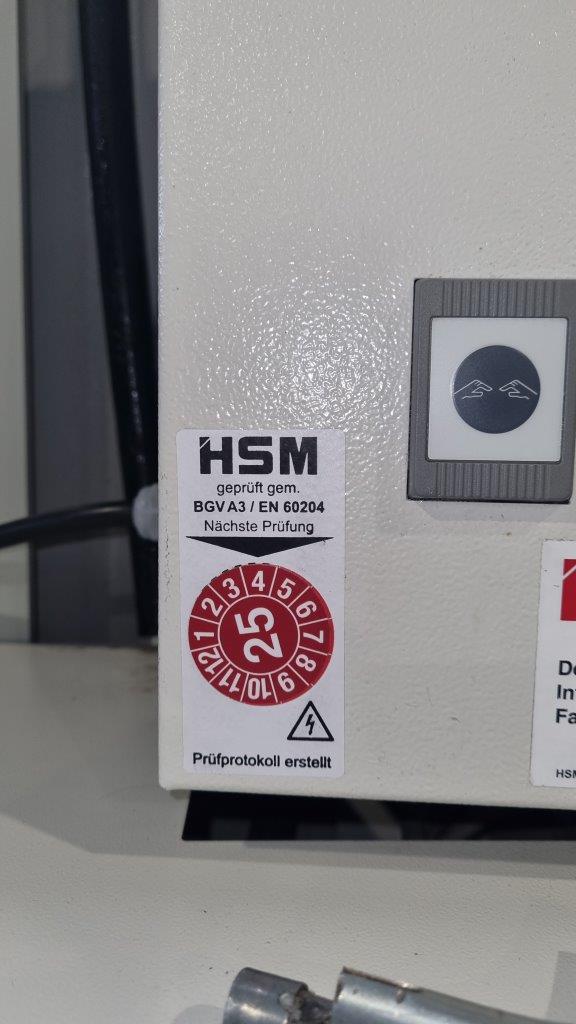 HSM
geprüft gem.
BGV A3 / EN 60204
Nächste Prüfung
1 2 3 4 5 6 7 8 9 10 11 12
25
Prüfprotokoll erstellt
HSM